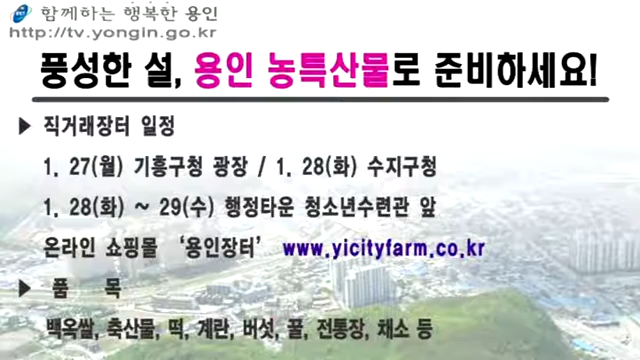 함께하는 행복한 용인
http://tv.yongin.go.kr
풍성한 설, 용인 농특산물로 준비하세요!
▶ 직거래장터 일정
1. 27(월) 기흥구청 광장 / 1. 28(화) 수지구청
1. 28(화) ~ 29(수) 행정타운 청소년수련관 앞
온라인 쇼핑몰 ‘용인장터’ www.yicityfarm.co.kr
▶ 품 목
백옥쌀, 축산물, 떡, 계란, 버섯, 꿀, 전통장, 채소 등